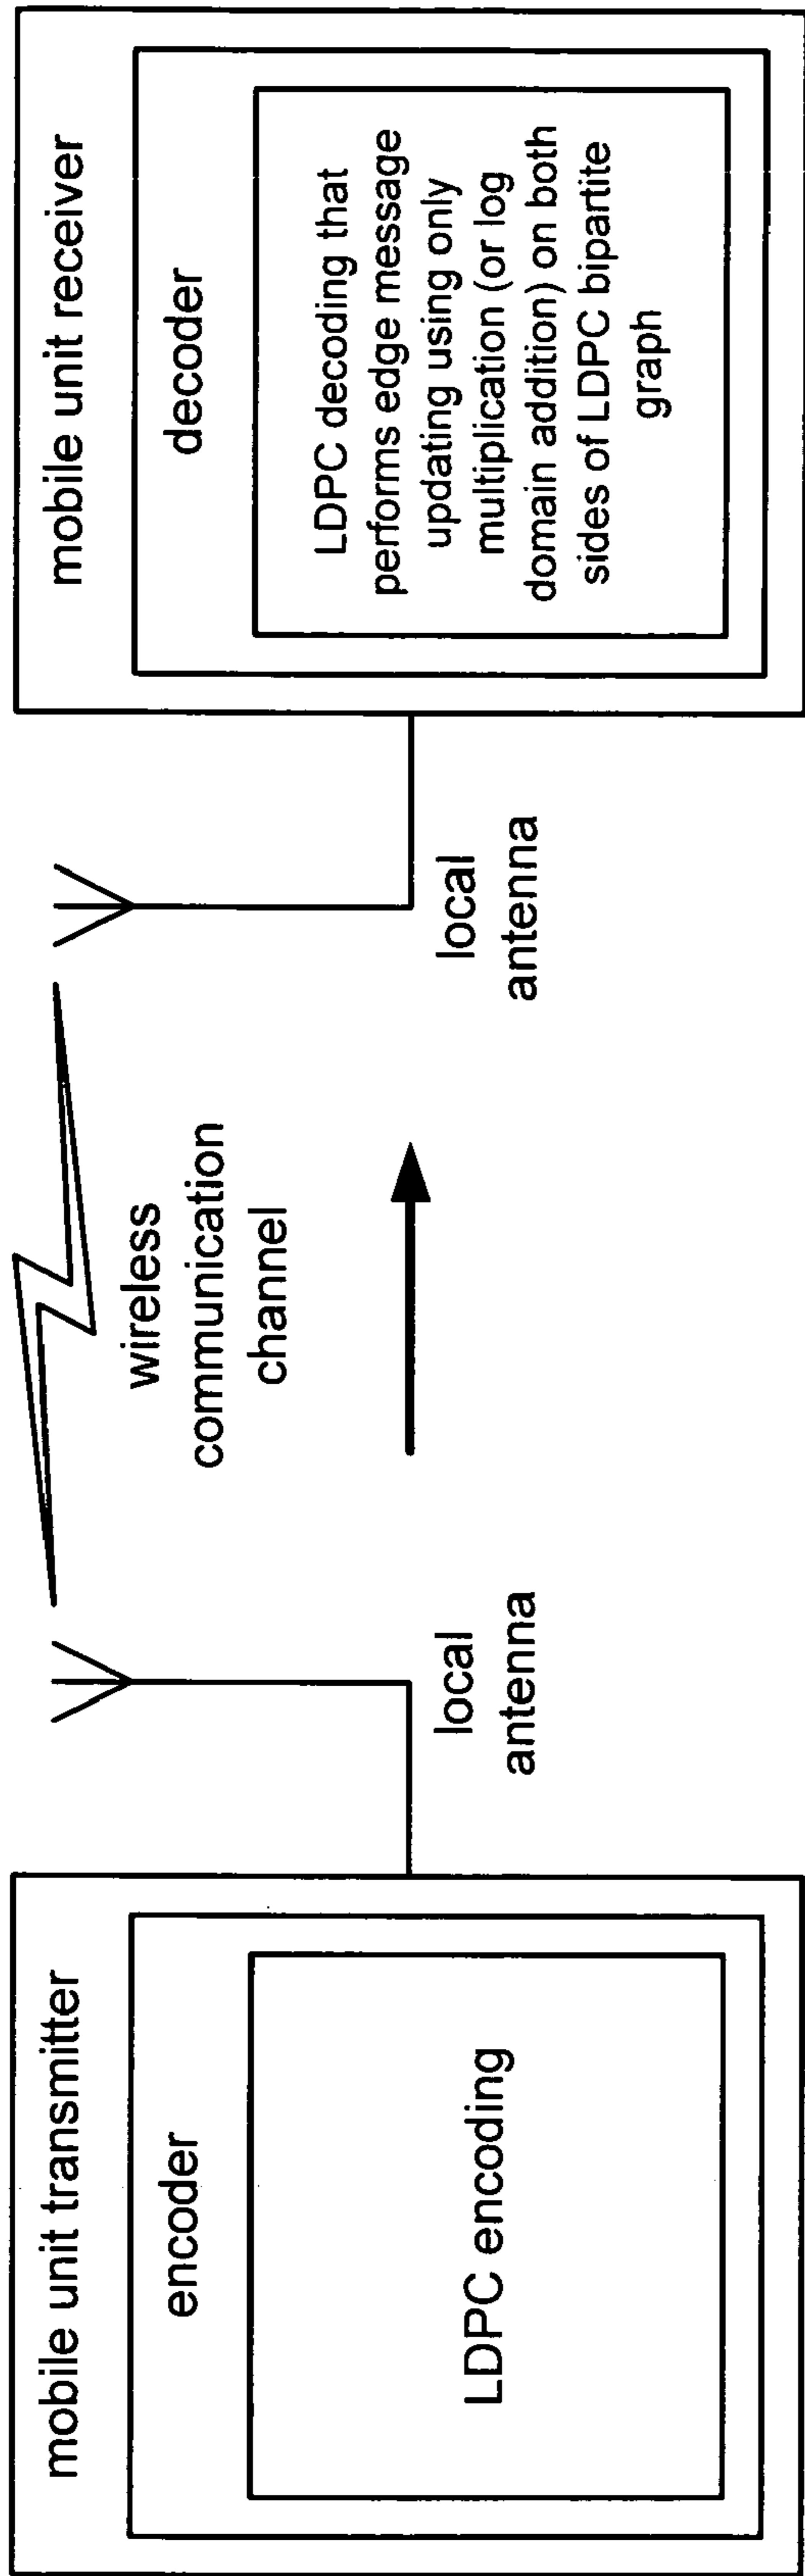 mobile unit transmitter
encoder
LDPC encoding
local
antenna
wireless
communication
channel
local
antenna
mobile unit receiver
decoder
LDPC decoding that
performs edge message
updating using only
multiplication (or log
domain addition) on both
sides of LDPC bipartite
graph